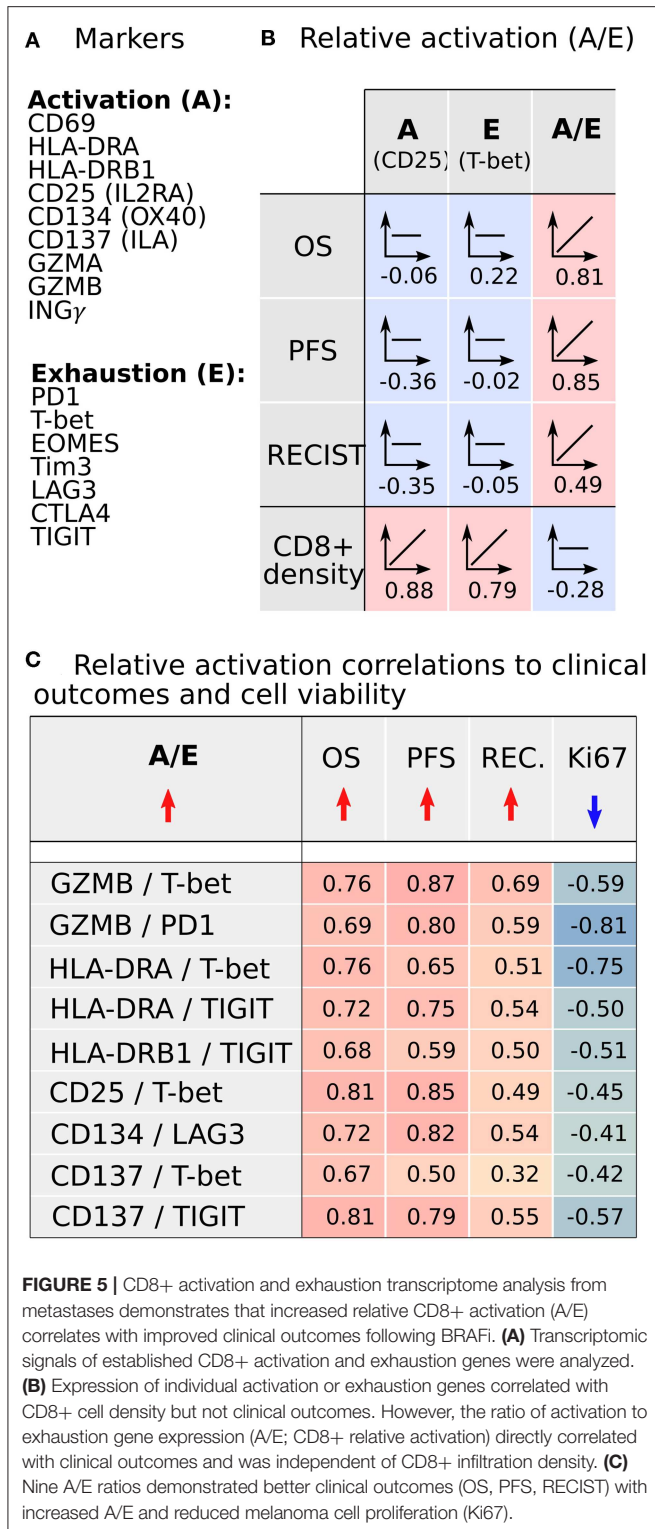 A Markers
Activation (A):
CD69
HLA-DRA
HLA-DRB1
CD25 (IL2RA)
CD134 (OX40)
CD137 (ILA)
GZMA
GZMB
INGγ
Exhaustion (E):
PD1
T-bet
EOMES
Tim3
LAG3
CTLA4
TIGIT
B Relative activation (A/E)
A E A/E
(CD25) (T-bet)
OS
-0.06 0.22 0.81
PFS
-0.36 -0.02 0.85
RECIST
-0.35 -0.05 0.49
CD8+
density
0.88 0.79 -0.28
C Relative activation correlations to clinical
outcomes and cell viability
A/E OS PFS REC. Ki67
GZMB / T-bet 0.76 0.87 0.69 -0.59
GZMB / PD1 0.69 0.80 0.59 -0.81
HLA-DRA / T-bet 0.76 0.65 0.51 -0.75
HLA-DRA / TIGIT 0.72 0.75 0.54 -0.50
HLA-DRB1 / TIGIT 0.68 0.59 0.50 -0.51
CD25 / T-bet 0.81 0.85 0.49 -0.45
CD134 / LAG3 0.72 0.82 0.54 -0.41
CD137 / T-bet 0.67 0.50 0.32 -0.42
CD137 / TIGIT 0.81 0.79 0.55 -0.57
FIGURE 5 | CD8+ activation and exhaustion transcriptome analysis from
metastases demonstrates that increased relative CD8+ activation (A/E)
correlates with improved clinical outcomes following BRAFi. (A) Transcriptomic
signals of established CD8+ activation and exhaustion genes were analyzed.
(B) Expression of individual activation or exhaustion genes correlated with
CD8+ cell density but not clinical outcomes. However, the ratio of activation to
exhaustion gene expression (A/E; CD8+ relative activation) directly correlated
with clinical outcomes and was independent of CD8+ infiltration density. (C)
Nine A/E ratios demonstrated better clinical outcomes (OS, PFS, RECIST) with
increased A/E and reduced melanoma cell proliferation (Ki67).